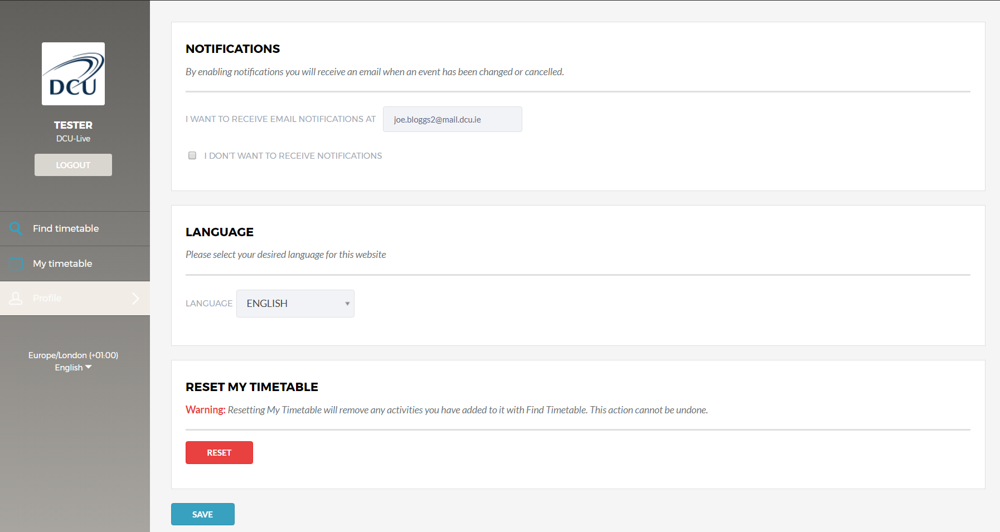 DCU
TESTER
DCU-Live
LOGOUT
Find timetable
My timetable
Profile
Europe/London (+01:00)
English
NOTIFICATIONS
By enabling notifications you will receive an email when an event has been changed or cancelled.
I WANT TO RECEIVE EMAIL NOTIFICATIONS AT joe.bloggs2@mail.dcu.ie
I DON'T WANT TO RECEIVE NOTIFICATIONS
LANGUAGE
Please select your desired language for this website
LANGUAGE ENGLISH
RESET MY TIMETABLE
Warning: Resetting My Timetable will remove any activities you have added to it with Find Timetable. This action cannot be undone.
RESET
SAVE